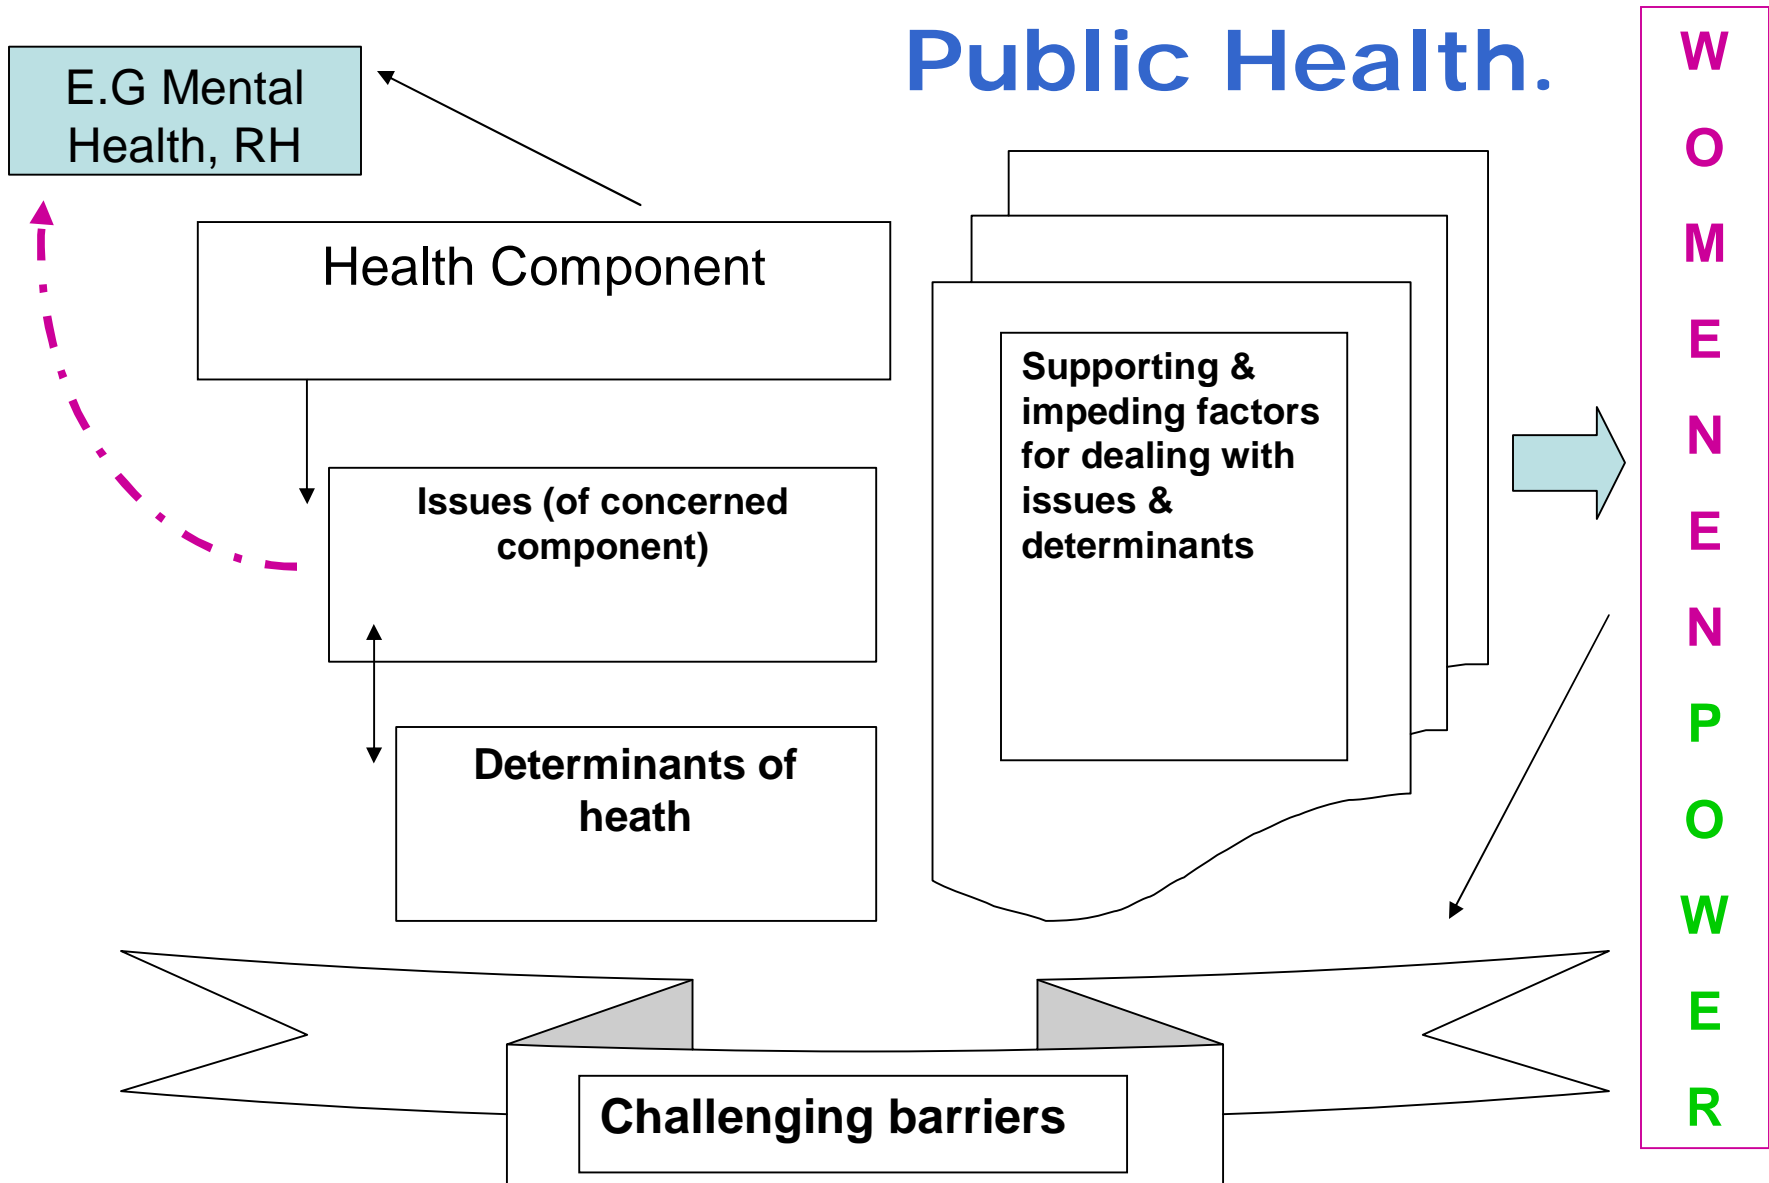 Public Health.
E.G Mental
Health, RH
Health Component
Issues (of concerned
component)
Determinants of
heath
Supporting &
impeding factors
for dealing with
issues &
determinants
Challenging barriers
W
O
M
E
N
E
N
P
O
W
E
R